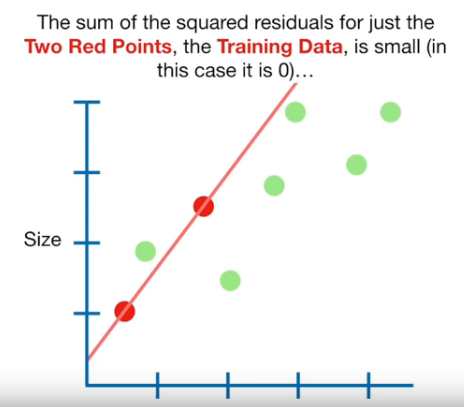 The sum of the squared residuals for just the
Two Red Points, the Training Data, is small (in
this case it is 0)…
Size